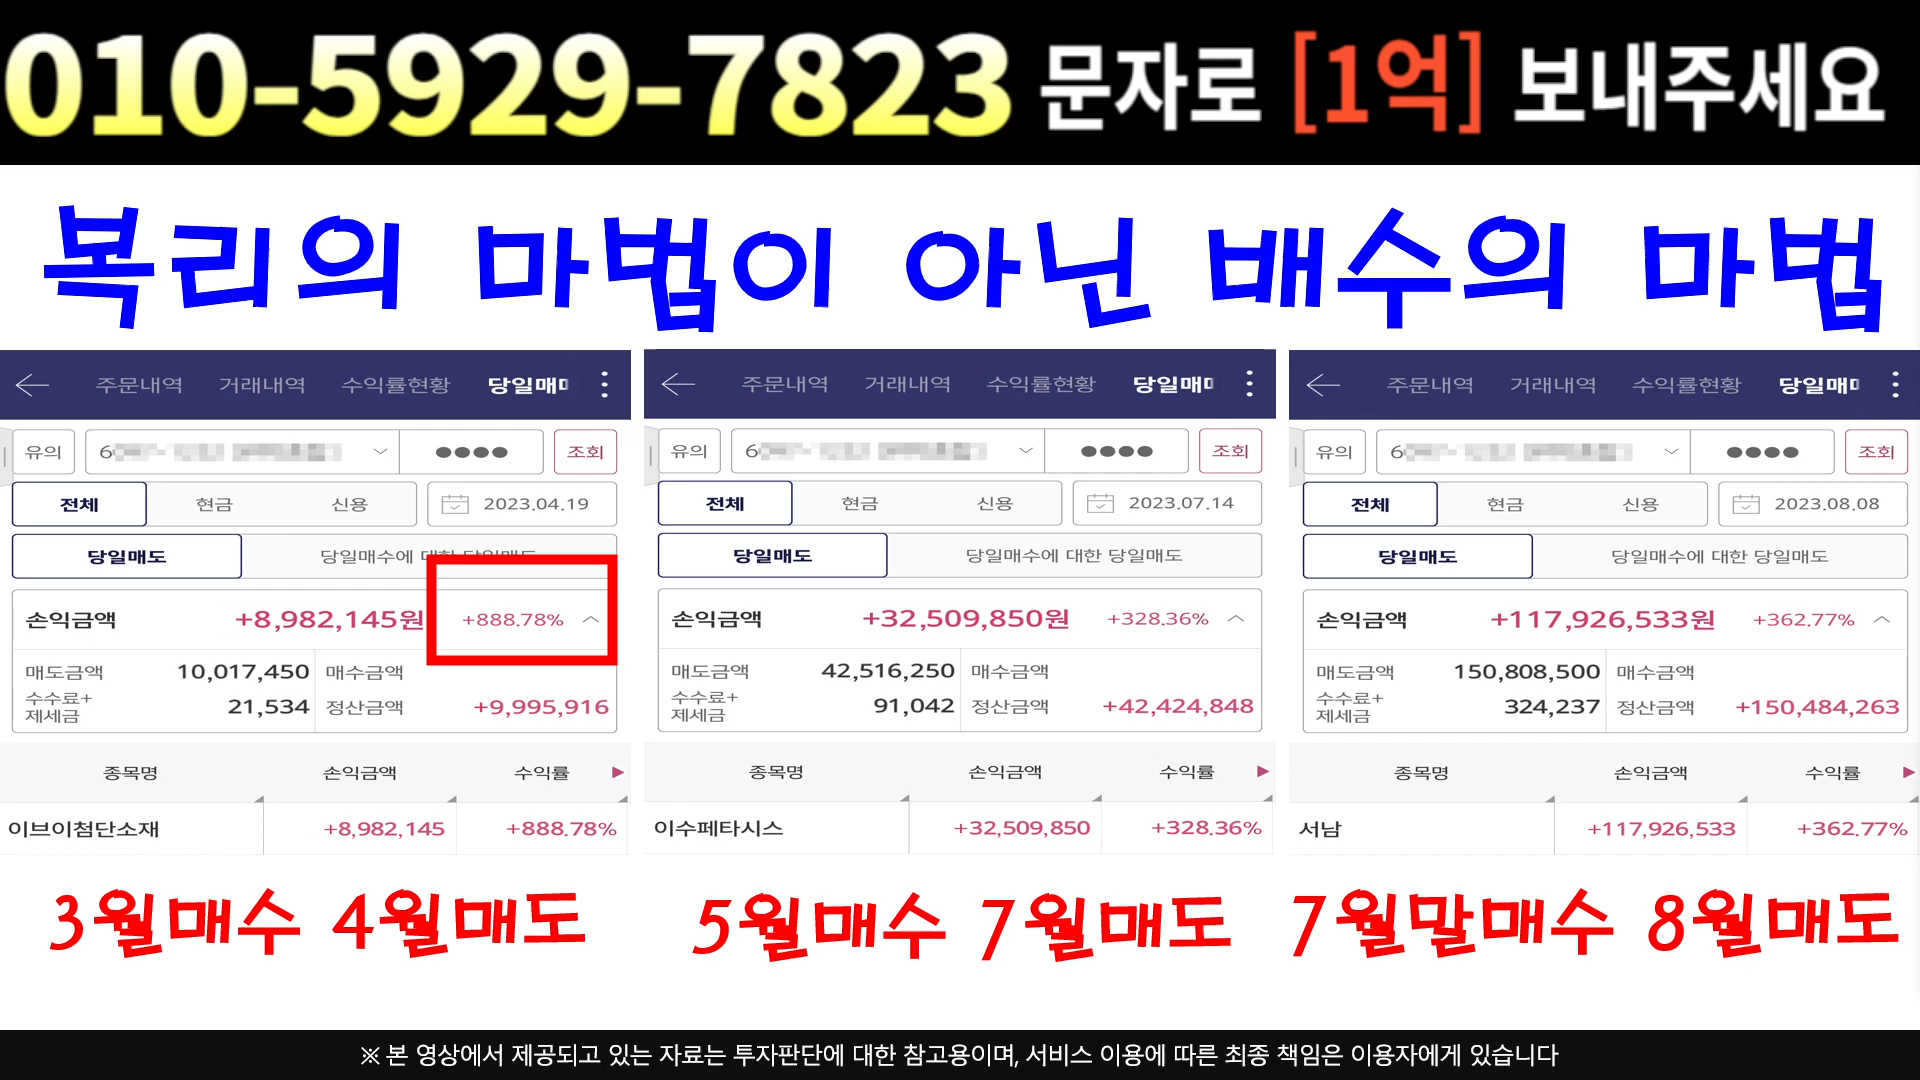 010-5929-7823 문자로 [1억] 보내주세요
복리의 마법이 아닌 배수의 마법
주문내역 거래내역 수익률현황 당일매매
유의 6 ●●●● 조회
전체 현금 신용 2023.04.19
당일매도 당일매수에 대한 당일매도
손익금액 +8,982,145원 +888.78%
매도금액 10,017,450 매수금액
수수료+
제세금 21,534 정산금액 +9,995,916
종목명 손익금액 수익률
이브이첨단소재 +8,982,145 +888.78%
3월매수 4월매도
주문내역 거래내역 수익률현황 당일매매
유의 6 ●●●● 조회
전체 현금 신용 2023.07.14
당일매도 당일매수에 대한 당일매도
손익금액 +32,509,850원 +328.36%
매도금액 42,516,250 매수금액
수수료+
제세금 91,042 정산금액 +42,424,848
종목명 손익금액 수익률
이수페타시스 +32,509,850 +328.36%
5월매수 7월매도
주문내역 거래내역 수익률현황 당일매매
유의 6 ●●●● 조회
전체 현금 신용 2023.08.08
당일매도 당일매수에 대한 당일매도
손익금액 +117,926,533원 +362.77%
매도금액 150,808,500 매수금액
수수료+
제세금 324,237 정산금액 +150,484,263
종목명 손익금액 수익률
서남 +117,926,533 +362.77%
7월말매수 8월매도
※ 본 영상에서 제공되고 있는 자료는 투자판단에 대한 참고용이며, 서비스 이용에 따른 최종 책임은 이용자에게 있습니다